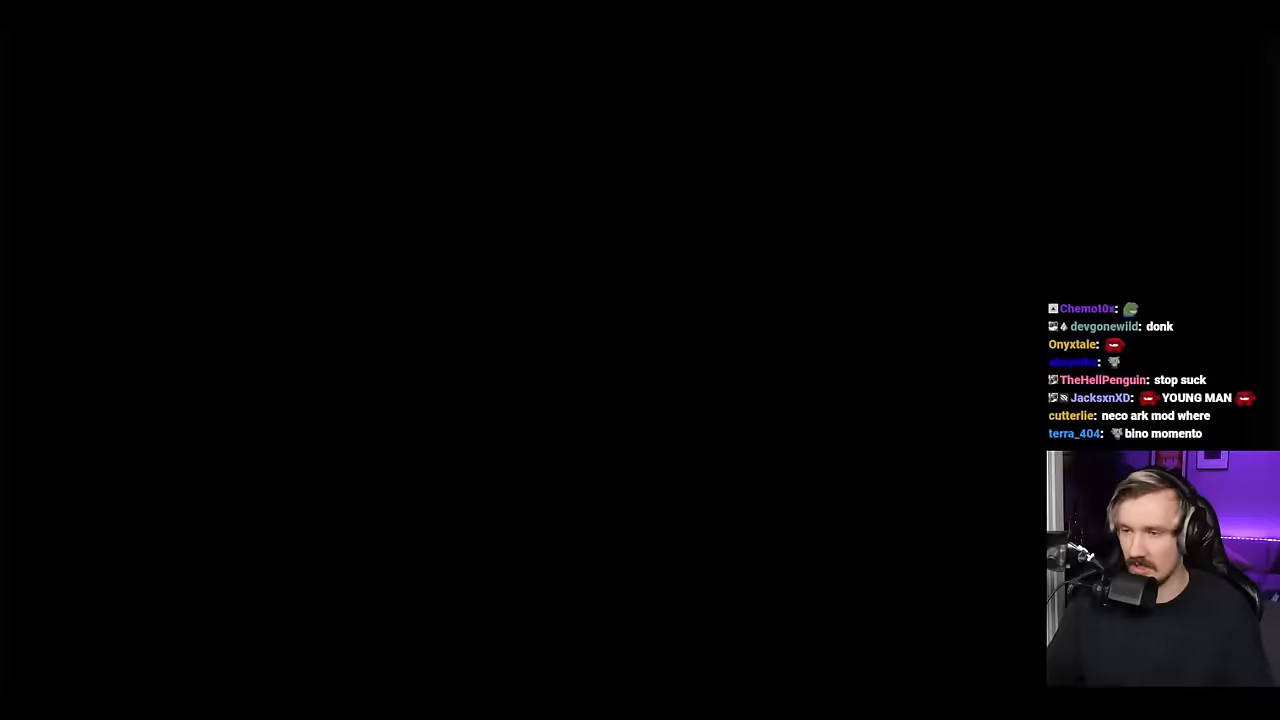 Chemot0x:
devgonewild: donk
Onyxtale:
TheHellPenguin: stop suck
JacksxnXD: YOUNG MAN
cutterlie: neco ark mod where
terra_404: bino momento